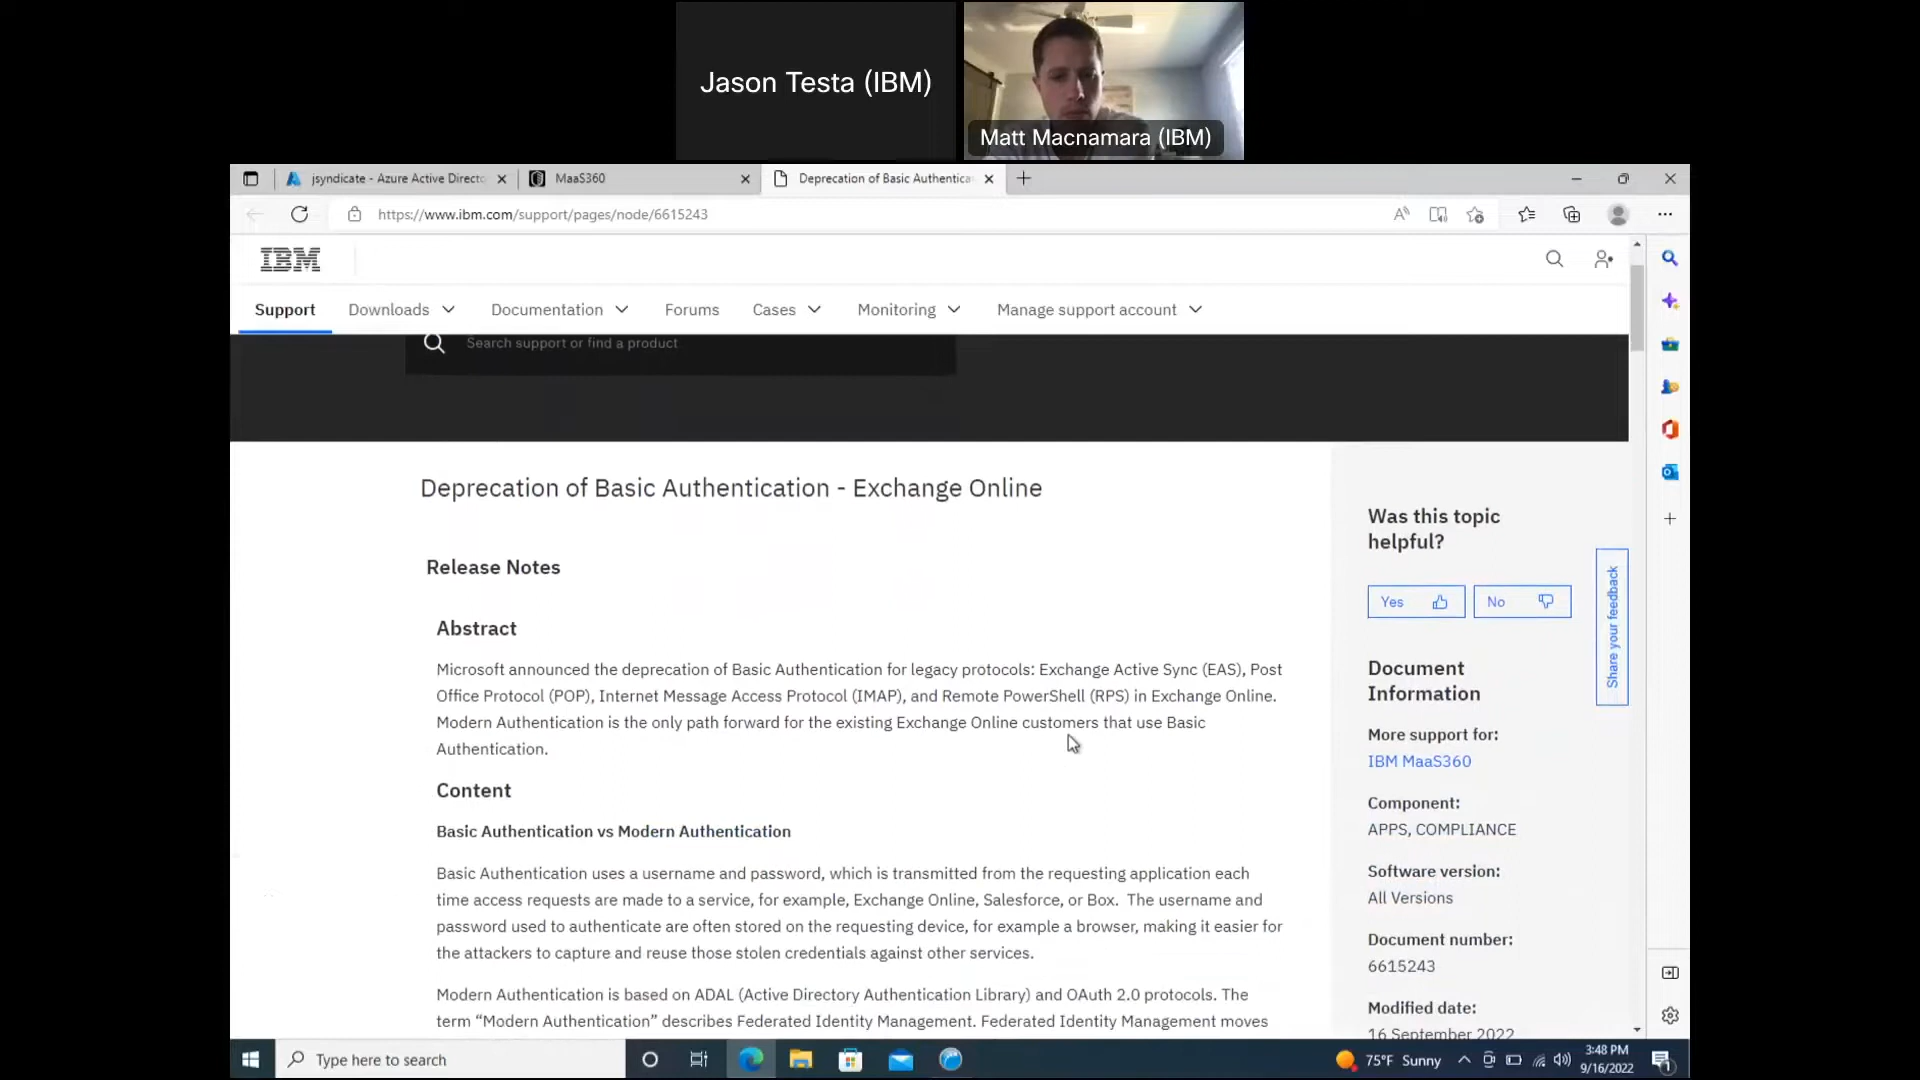 Jason Testa (IBM)
Matt Macnamara (IBM)
jsyndicate - Azure Active Directo
MaaS360
Deprecation of Basic Authentica
https://www.ibm.com/support/pages/node/6615243
IBM
Support
Downloads
Documentation
Forums
Cases
Monitoring
Manage support account
Search support or find a product
Deprecation of Basic Authentication - Exchange Online
Release Notes
Abstract
Microsoft announced the deprecation of Basic Authentication for legacy protocols: Exchange Active Sync (EAS), Post
Office Protocol (POP), Internet Message Access Protocol (IMAP), and Remote PowerShell (RPS) in Exchange Online.
Modern Authentication is the only path forward for the existing Exchange Online customers that use Basic
Authentication.
Content
Basic Authentication vs Modern Authentication
Basic Authentication uses a username and password, which is transmitted from the requesting application each
time access requests are made to a service, for example, Exchange Online, Salesforce, or Box. The username and
password used to authenticate are often stored on the requesting device, for example a browser, making it easier for
the attackers to capture and reuse those stolen credentials against other services.
Modern Authentication is based on ADAL (Active Directory Authentication Library) and OAuth 2.0 protocols. The
term “Modern Authentication” describes Federated Identity Management. Federated Identity Management moves
Was this topic
helpful?
Yes
No
Share your feedback
Document
Information
More support for:
IBM MaaS360
Component:
APPS, COMPLIANCE
Software version:
All Versions
Document number:
6615243
Modified date:
16 September 2022
Type here to search
75°F Sunny
3:48 PM
9/16/2022
1